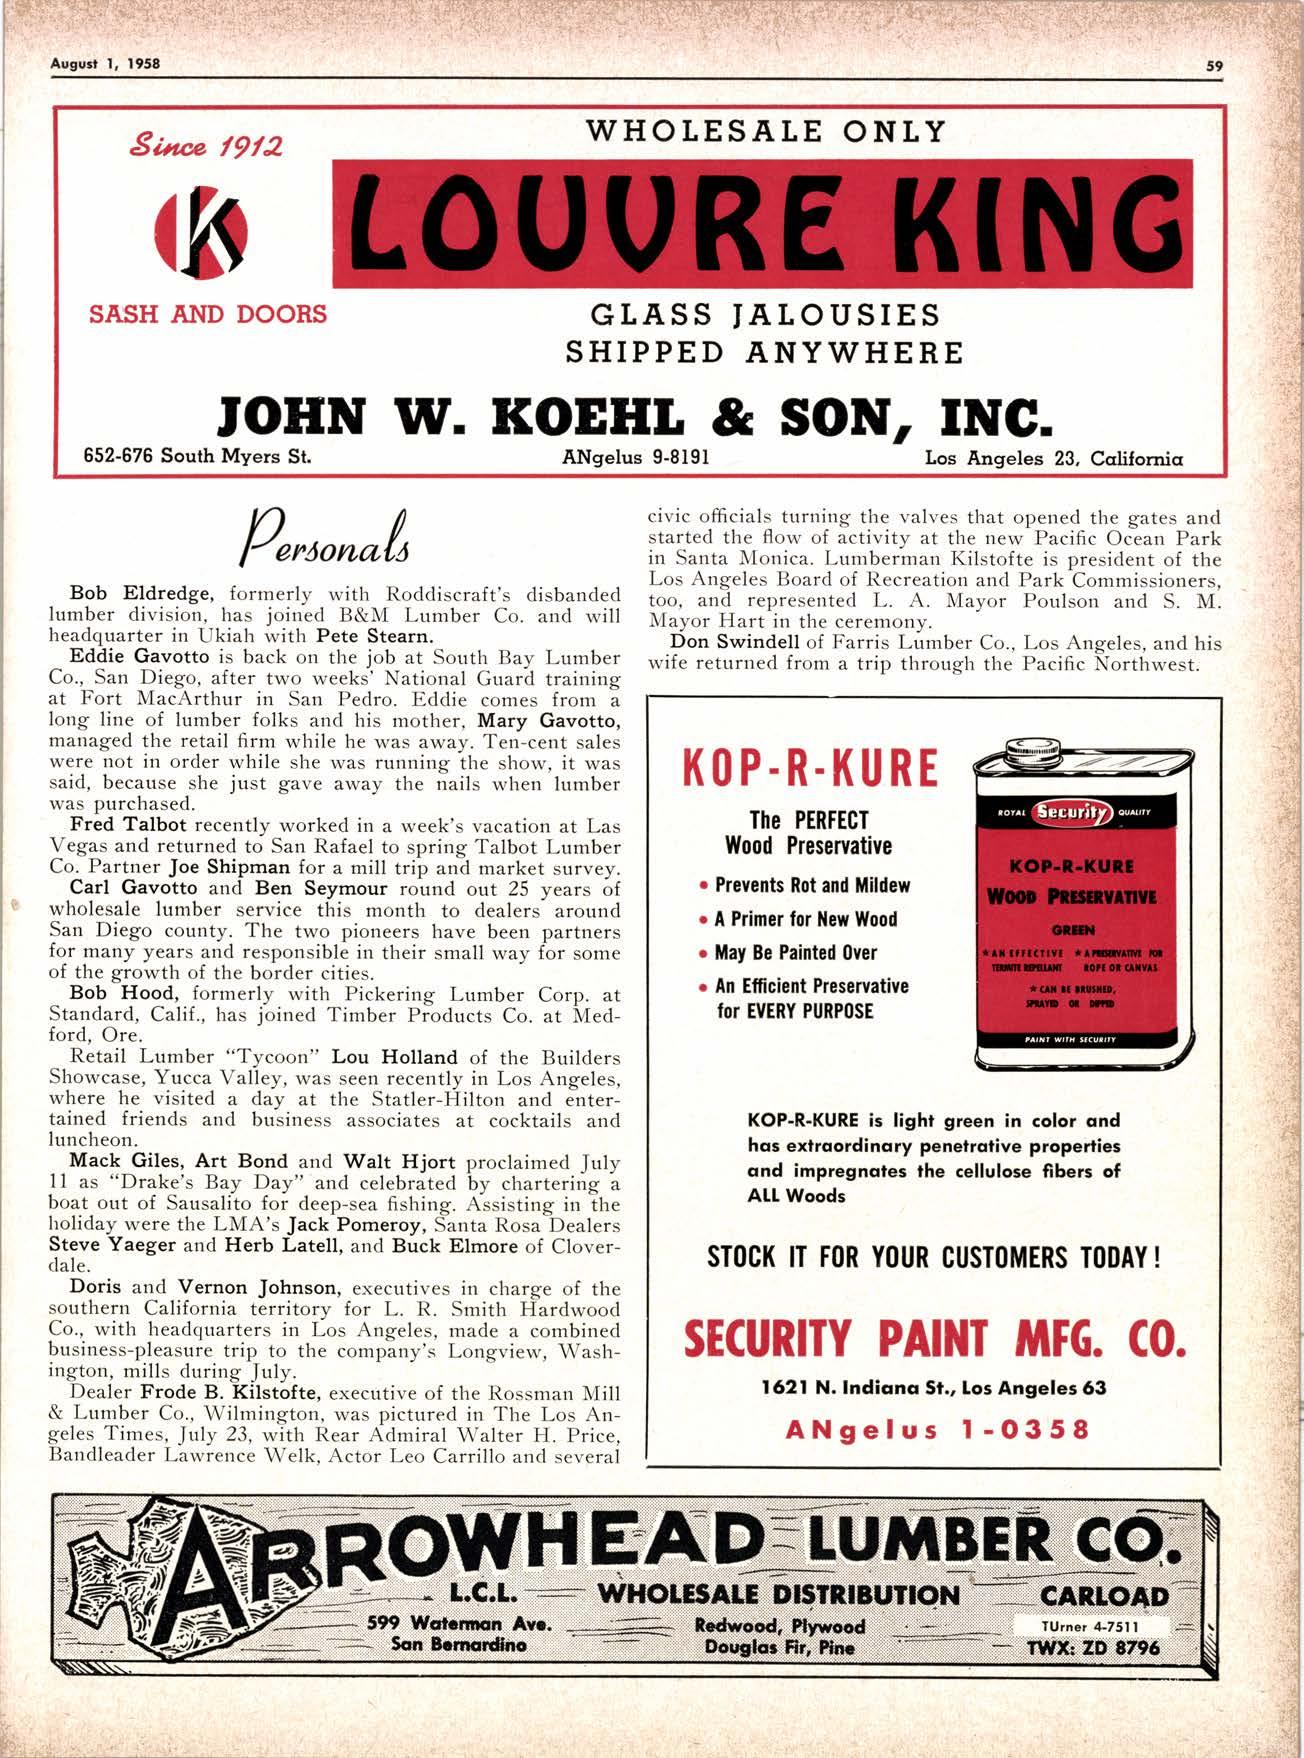 August 1, 1958
59
Since 1912
WHOLESALE ONLY
K
LOUVRE KING
SASH AND DOORS
GLASS JALOUSIES
SHIPPED ANYWHERE
JOHN W. KOEHL & SON, INC.
652-676 South Myers St.
ANgelus 9-8191
Los Angeles 23, California
Personals
Bob Eldredge, formerly with Roddiscraft's disbanded
lumber division, has joined B&M Lumber Co. and will
headquarter in Ukiah with Pete Stearn.
Eddie Gavotto is back on the job at South Bay Lumber
Co., San Diego, after two weeks' National Guard training
at Fort MacArthur in San Pedro. Eddie comes from a
long line of lumber folks and his mother, Mary Gavotto,
managed the retail firm while he was away. Ten-cent sales
were not in order while she was running the show, it was
said, because she just gave away the nails when lumber
was purchased.
Fred Talbot recently worked in a week's vacation at Las
Vegas and returned to San Rafael to spring Talbot Lumber
Co. Partner Joe Shipman for a mill trip and market survey.
Carl Gavotto and Ben Seymour round out 25 years of
wholesale lumber service this month to dealers around
San Diego county. The two pioneers have been partners
for many years and responsible in their small way for some
of the growth of the border cities.
Bob Hood, formerly with Pickering Lumber Corp. at
Standard, Calif., has joined Timber Products Co. at Med-
ford, Ore.
Retail Lumber “Tycoon” Lou Holland of the Builders
Showcase, Yucca Valley, was seen recently in Los Angeles,
where he visited a day at the Statler-Hilton and enter-
tained friends and business associates at cocktails and
luncheon.
Mack Giles, Art Bond and Walt Hjort proclaimed July
11 as “Drake's Bay Day” and celebrated by chartering a
boat out of Sausalito for deep-sea fishing. Assisting in the
holiday were the LMA's Jack Pomeroy, Santa Rosa Dealers
Steve Yaeger and Herb Latell, and Buck Elmore of Clover-
dale.
Doris and Vernon Johnson, executives in charge of the
southern California territory for L. R. Smith Hardwood
Co., with headquarters in Los Angeles, made a combined
business-pleasure trip to the company's Longview, Wash-
ington, mills during July.
Dealer Frode B. Kilstofte, executive of the Rossman Mill
& Lumber Co., Wilmington, was pictured in The Los An-
geles Times, July 23, with Rear Admiral Walter H. Price,
Bandleader Lawrence Welk, Actor Leo Carrillo and several
civic officials turning the valves that opened the gates and
started the flow of activity at the new Pacific Ocean Park
in Santa Monica. Lumberman Kilstofte is president of the
Los Angeles Board of Recreation and Park Commissioners,
too, and represented L. A. Mayor Poulson and S. M.
Mayor Hart in the ceremony.
Don Swindell of Farris Lumber Co., Los Angeles, and his
wife returned from a trip through the Pacific Northwest.
KOP-R-KURE
The PERFECT
Wood Preservative
• Prevents Rot and Mildew
• A Primer for New Wood
• May Be Painted Over
• An Efficient Preservative
for EVERY PURPOSE
ROYAL Security QUALITY
KOP-R-KURE
WOOD PRESERVATIVE
GREEN
★ AN EFFECTIVE ★ A PRESERVATIVE FOR
TERMITE REPELLANT ROPE OR CANVAS
★ CAN BE BRUSHED,
SPRAYED OR DIPPED
PAINT WITH SECURITY
KOP-R-KURE is light green in color and
has extraordinary penetrative properties
and impregnates the cellulose fibers of
ALL Woods
STOCK IT FOR YOUR CUSTOMERS TODAY!
SECURITY PAINT MFG. CO.
1621 N. Indiana St., Los Angeles 63
ANgelus 1-0358
ARROWHEAD LUMBER CO.
L.C.L. WHOLESALE DISTRIBUTION CARLOAD
599 Waterman Ave. Redwood, Plywood TUrner 4-7511
San Bernardino Douglas Fir, Pine TWX: ZD 8796